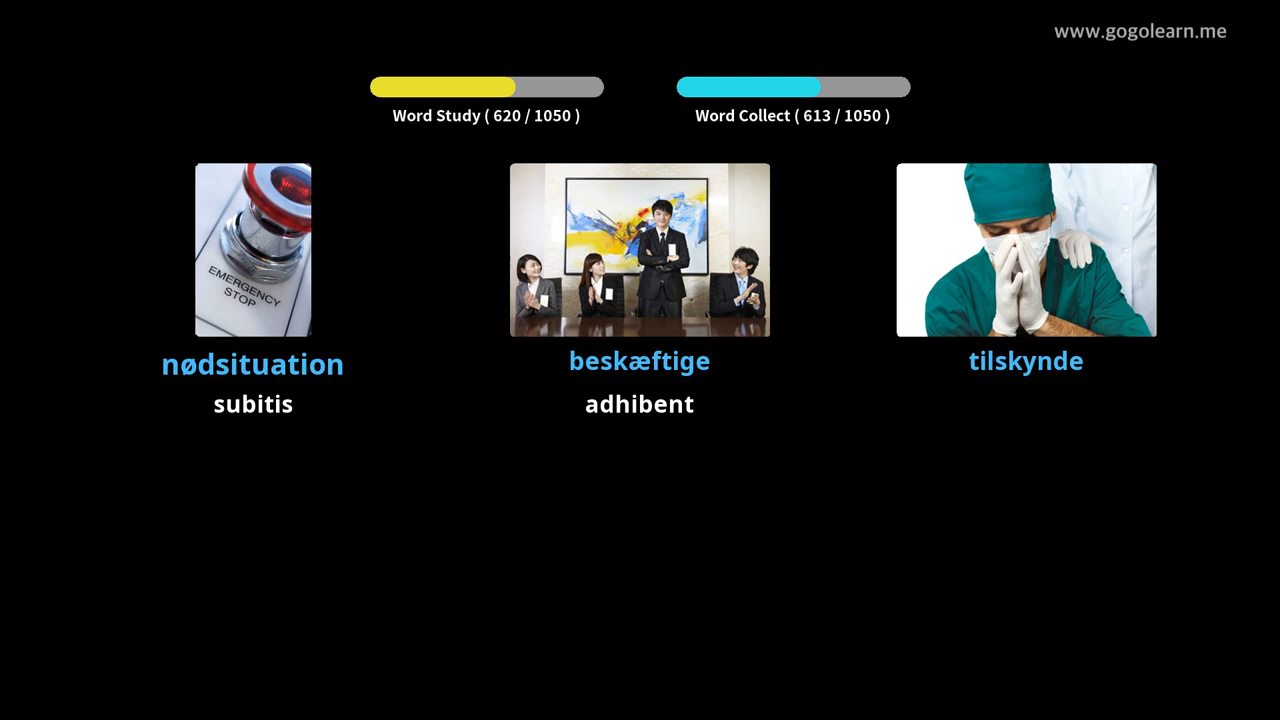 www.gogolearn.me
Word Study ( 620 / 1050 )
Word Collect ( 613 / 1050 )
EMERGENCY
STOP
nødsituation
beskæftige
tilskynde
subitis
adhibent